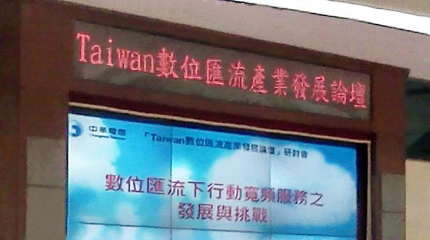 Taiwan數位匯流產業發展論壇
中華電信
「Taiwan數位匯流產業發展論壇」研討會
數位匯流下行動寬頻服務之
發展與挑戰